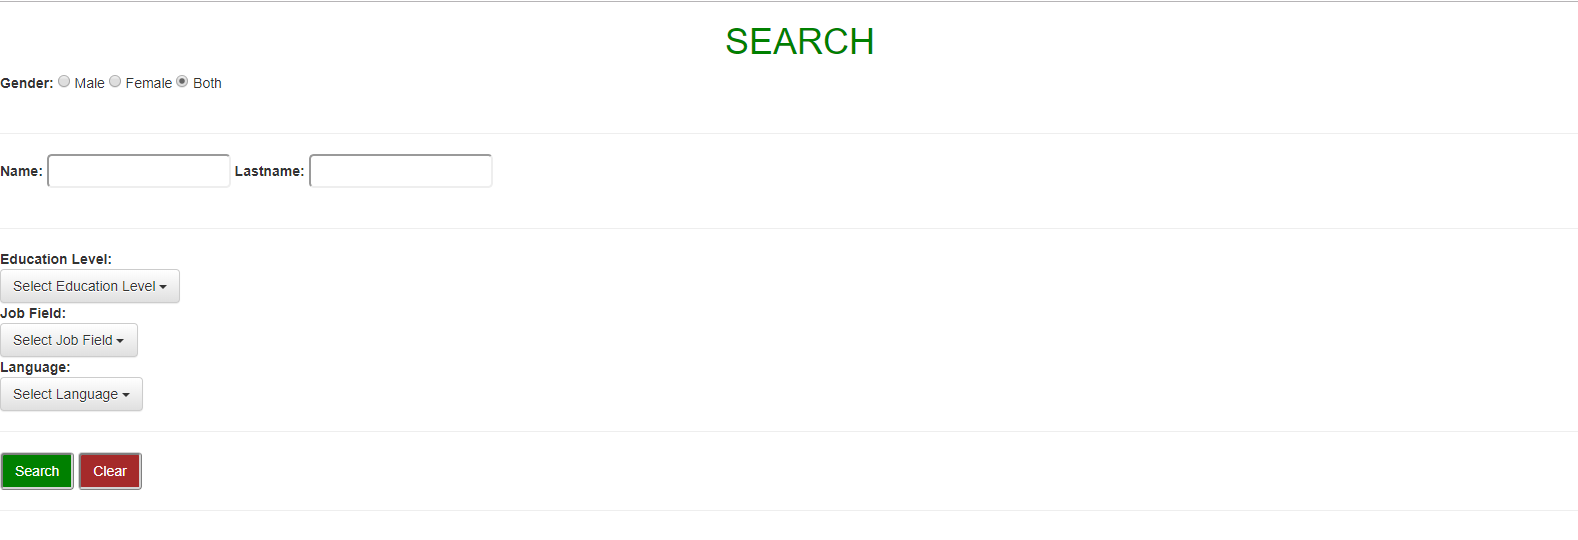 SEARCH
Gender: Male Female Both
Name: Lastname:
Education Level:
Select Education Level
Job Field:
Select Job Field
Language:
Select Language
Search Clear